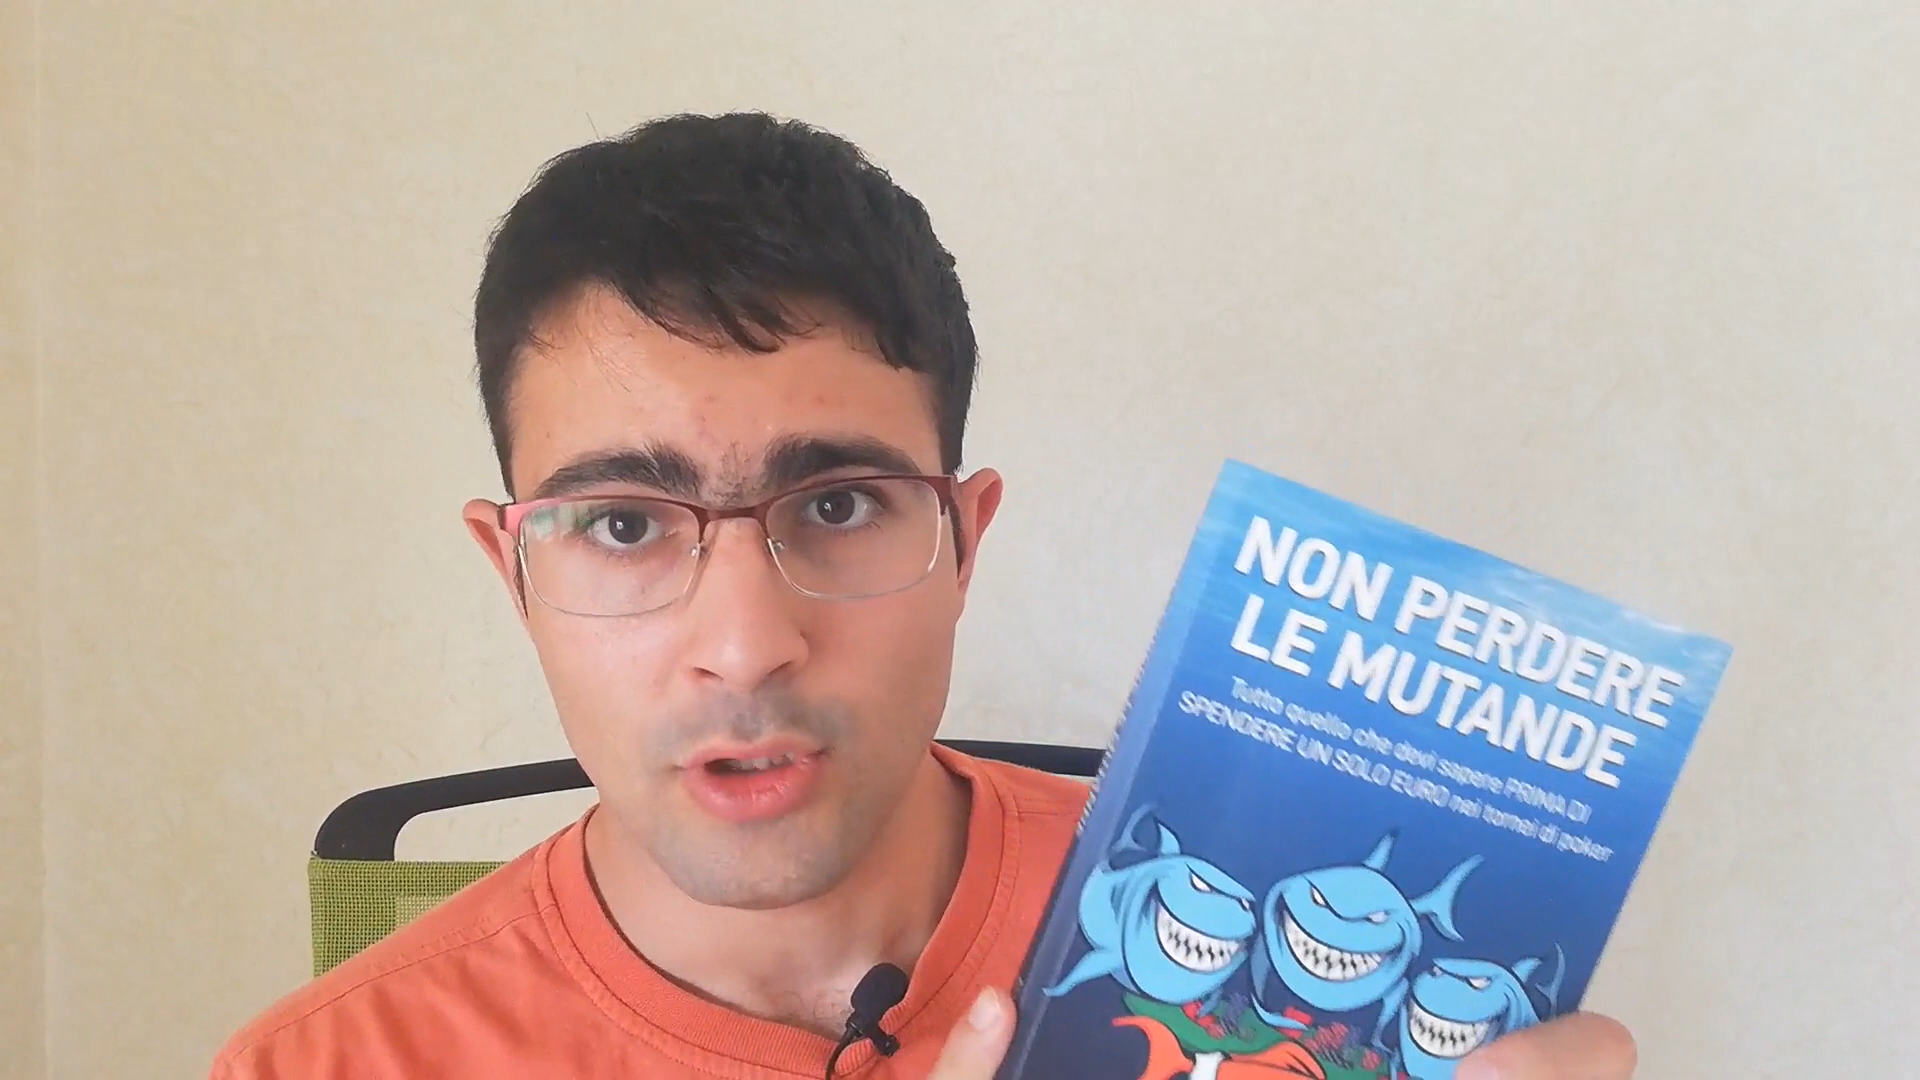 NON PERDERE
LE MUTANDE
Tutto quello che devi sapere PRIMA DI
SPENDERE UN SOLO EURO nei tornei di poker